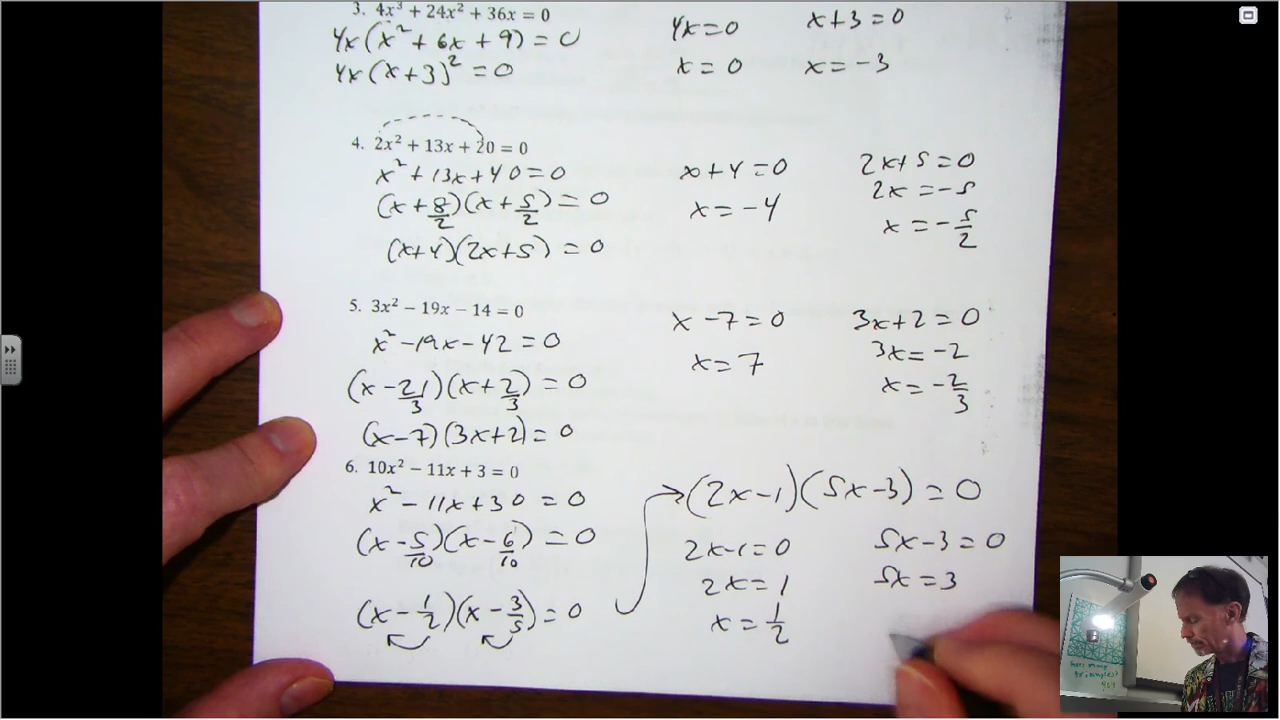 3. 4x³ + 24x² + 36x = 0
4x(x² + 6x + 9) = 0
4x(x + 3)² = 0
4x = 0
x = 0
x + 3 = 0
x = -3
4. 2x² + 13x + 20 = 0
x² + 13x + 40 = 0
(x + 8/2)(x + 5/2) = 0
(x+4)(2x+5) = 0
x + 4 = 0
x = -4
2x + 5 = 0
2x = -5
x = -5/2
5. 3x² − 19x − 14 = 0
x² - 19x - 42 = 0
(x - 21/3)(x + 2/3) = 0
(x-7)(3x+2) = 0
x - 7 = 0
x = 7
3x + 2 = 0
3x = -2
x = -2/3
6. 10x² − 11x + 3 = 0
x² - 11x + 30 = 0
(x - 5/10)(x - 6/10) = 0
(x - 1/2)(x - 3/5) = 0
(2x-1)(5x-3) = 0
2x-1 = 0
2x = 1
x = 1/2
5x - 3 = 0
5x = 3